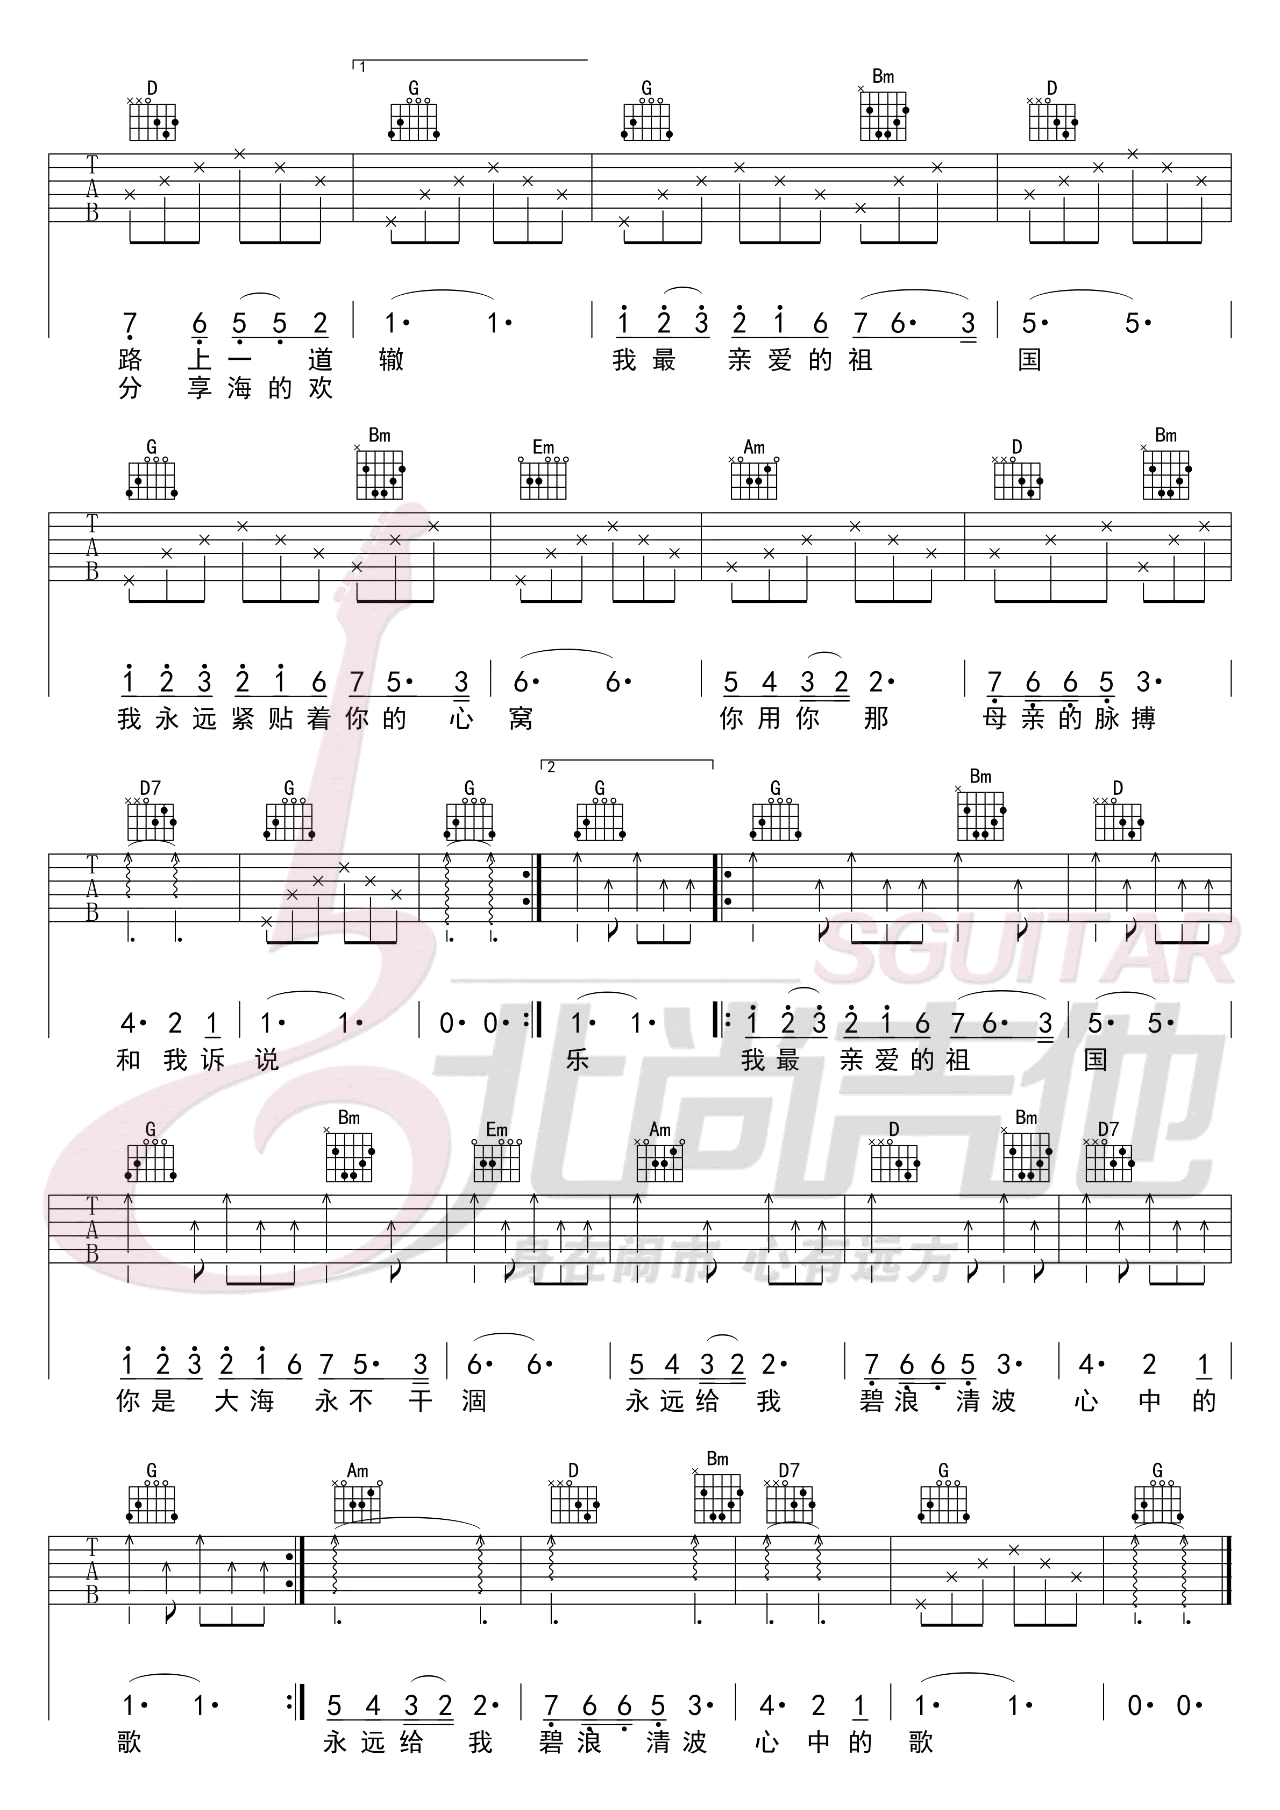 1
D G G Bm D
T
A
B
7 6 5 5 2 1· 1· 1 2 3 2 1 6 7 6· 3 5· 5·
路 上 一 道 辙 我 最 亲 爱 的 祖 国
分 享 海 的 欢
G Bm Em Am D Bm
T
A
B
1 2 3 2 1 6 7 5· 3 6· 6· 5 4 3 2 2· 7 6 6 5 3·
我 永 远 紧 贴 着 你 的 心 窝 你 用 你 那 母 亲 的 脉 搏
2
D7 G G G G Bm D
T
A
B
SGUITAR
4· 2 1 1· 1· 0· 0· 1· 1· 1 2 3 2 1 6 7 6· 3 5· 5·
和 我 诉 说 乐 我 最 亲 爱 的 祖 国
北尚吉他
G Bm Em Am D Bm D7
T
A
B
身在闹市 心有远方
1 2 3 2 1 6 7 5· 3 6· 6· 5 4 3 2 2· 7 6 6 5 3· 4· 2 1
你 是 大 海 永 不 干 涸 永 远 给 我 碧 浪 清 波 心 中 的
G Am D Bm D7 G G
T
A
B
1· 1· 5 4 3 2 2· 7 6 6 5 3· 4· 2 1 1· 1· 0· 0·
歌 永 远 给 我 碧 浪 清 波 心 中 的 歌